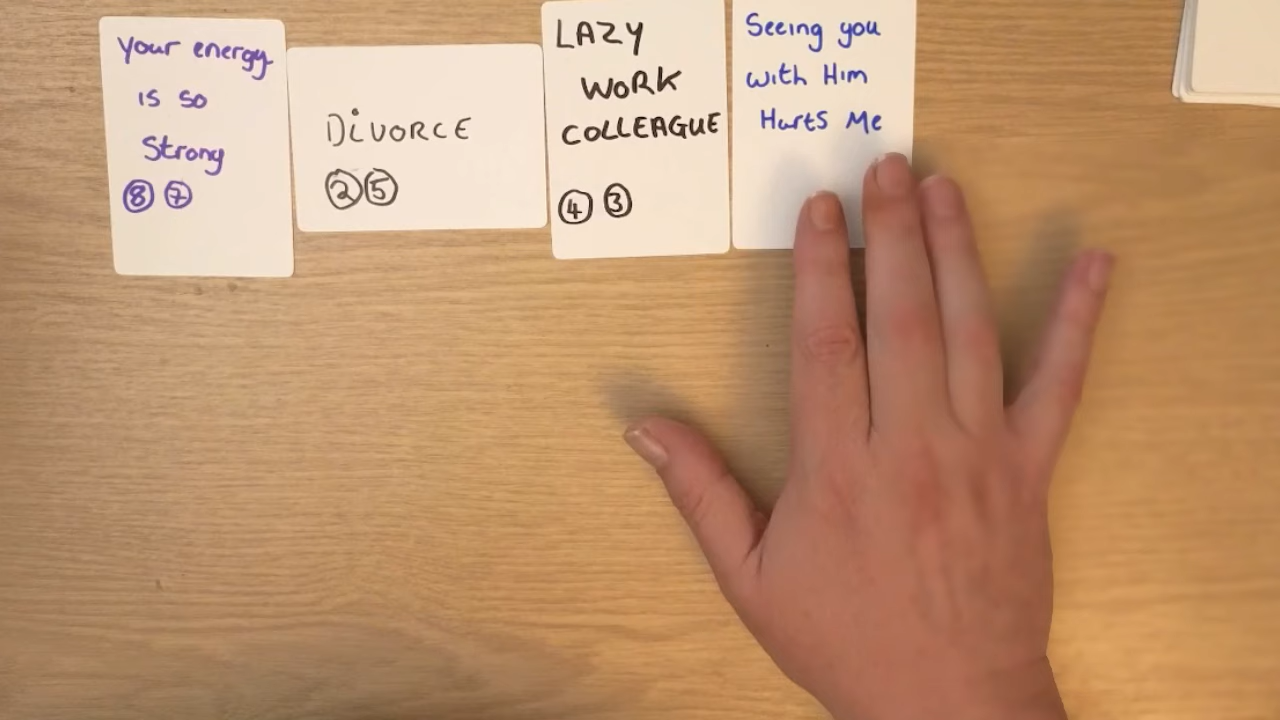 Your energy
is so
Strong
8 7
DiVORCE
2 5
LAZY
WORK
COLLEAGUE
4 3
Seeing you
with Him
Hurts Me